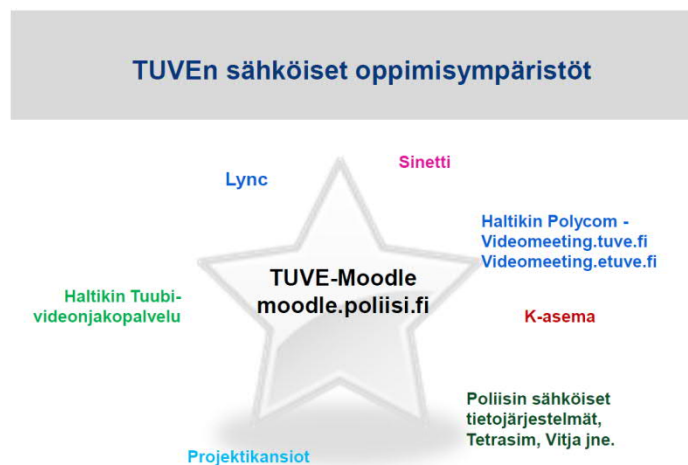 TUVEn sähköiset oppimisympäristöt
Sinetti
Lync
Haltikin Polycom -
Videomeeting.tuve.fi
Videomeeting.etuve.fi
TUVE-Moodle
moodle.poliisi.fi
Haltikin Tuubi-
videonjakopalvelu
K-asema
Poliisin sähköiset
tietojärjestelmät,
Tetrasim, Vitja jne.
Projektikansiot